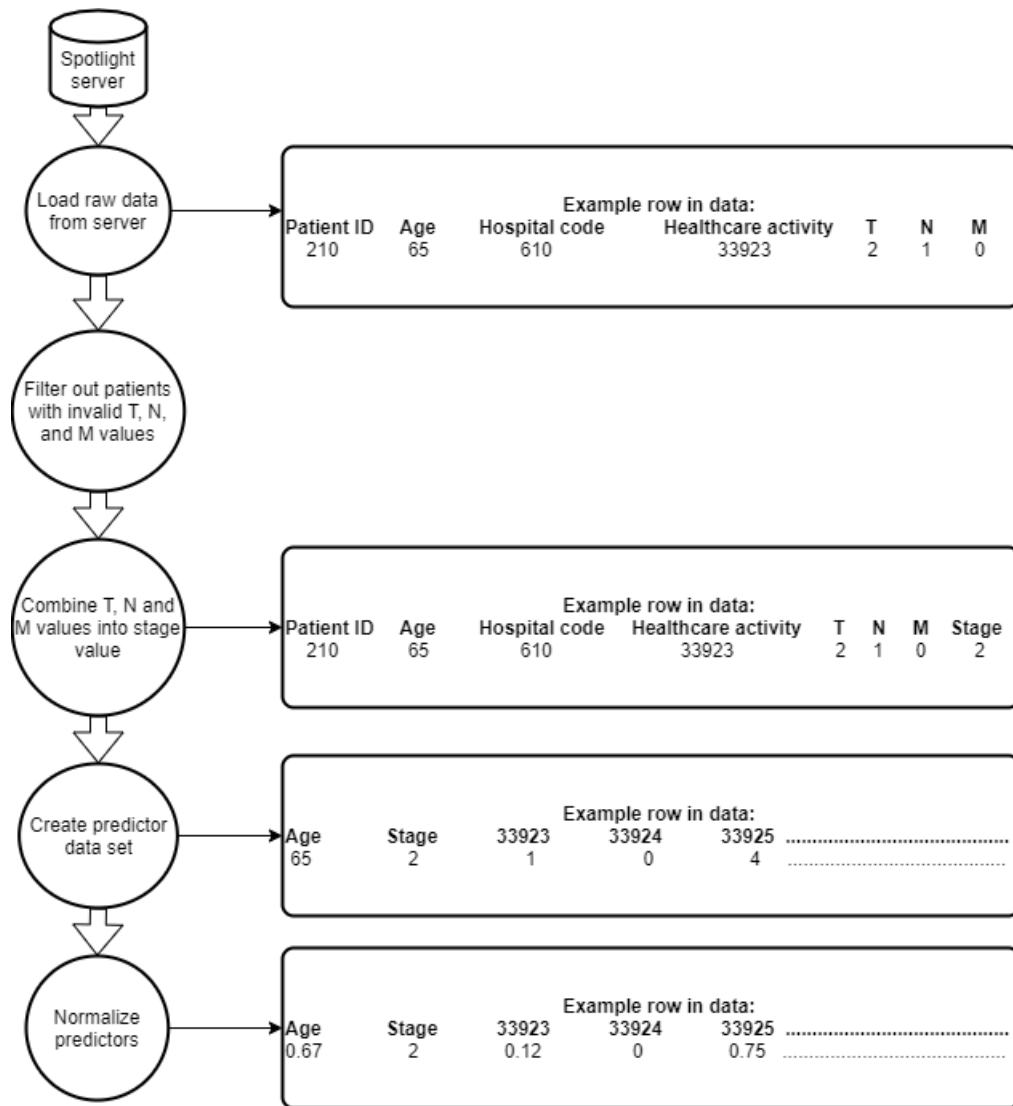 Spotlight
server
Load raw data
from server
Example row in data:
Patient ID Age Hospital code Healthcare activity T N M
210 65 610 33923 2 1 0
Filter out patients
with invalid T, N,
and M values
Combine T, N and
M values into stage
value
Example row in data:
Patient ID Age Hospital code Healthcare activity T N M Stage
210 65 610 33923 2 1 0 2
Create predictor
data set
Example row in data:
Age Stage 33923 33924 33925 ..........................................
65 2 1 0 4 ..........................................
Normalize
predictors
Example row in data:
Age Stage 33923 33924 33925 ..........................................
0.67 2 0.12 0 0.75 ..........................................